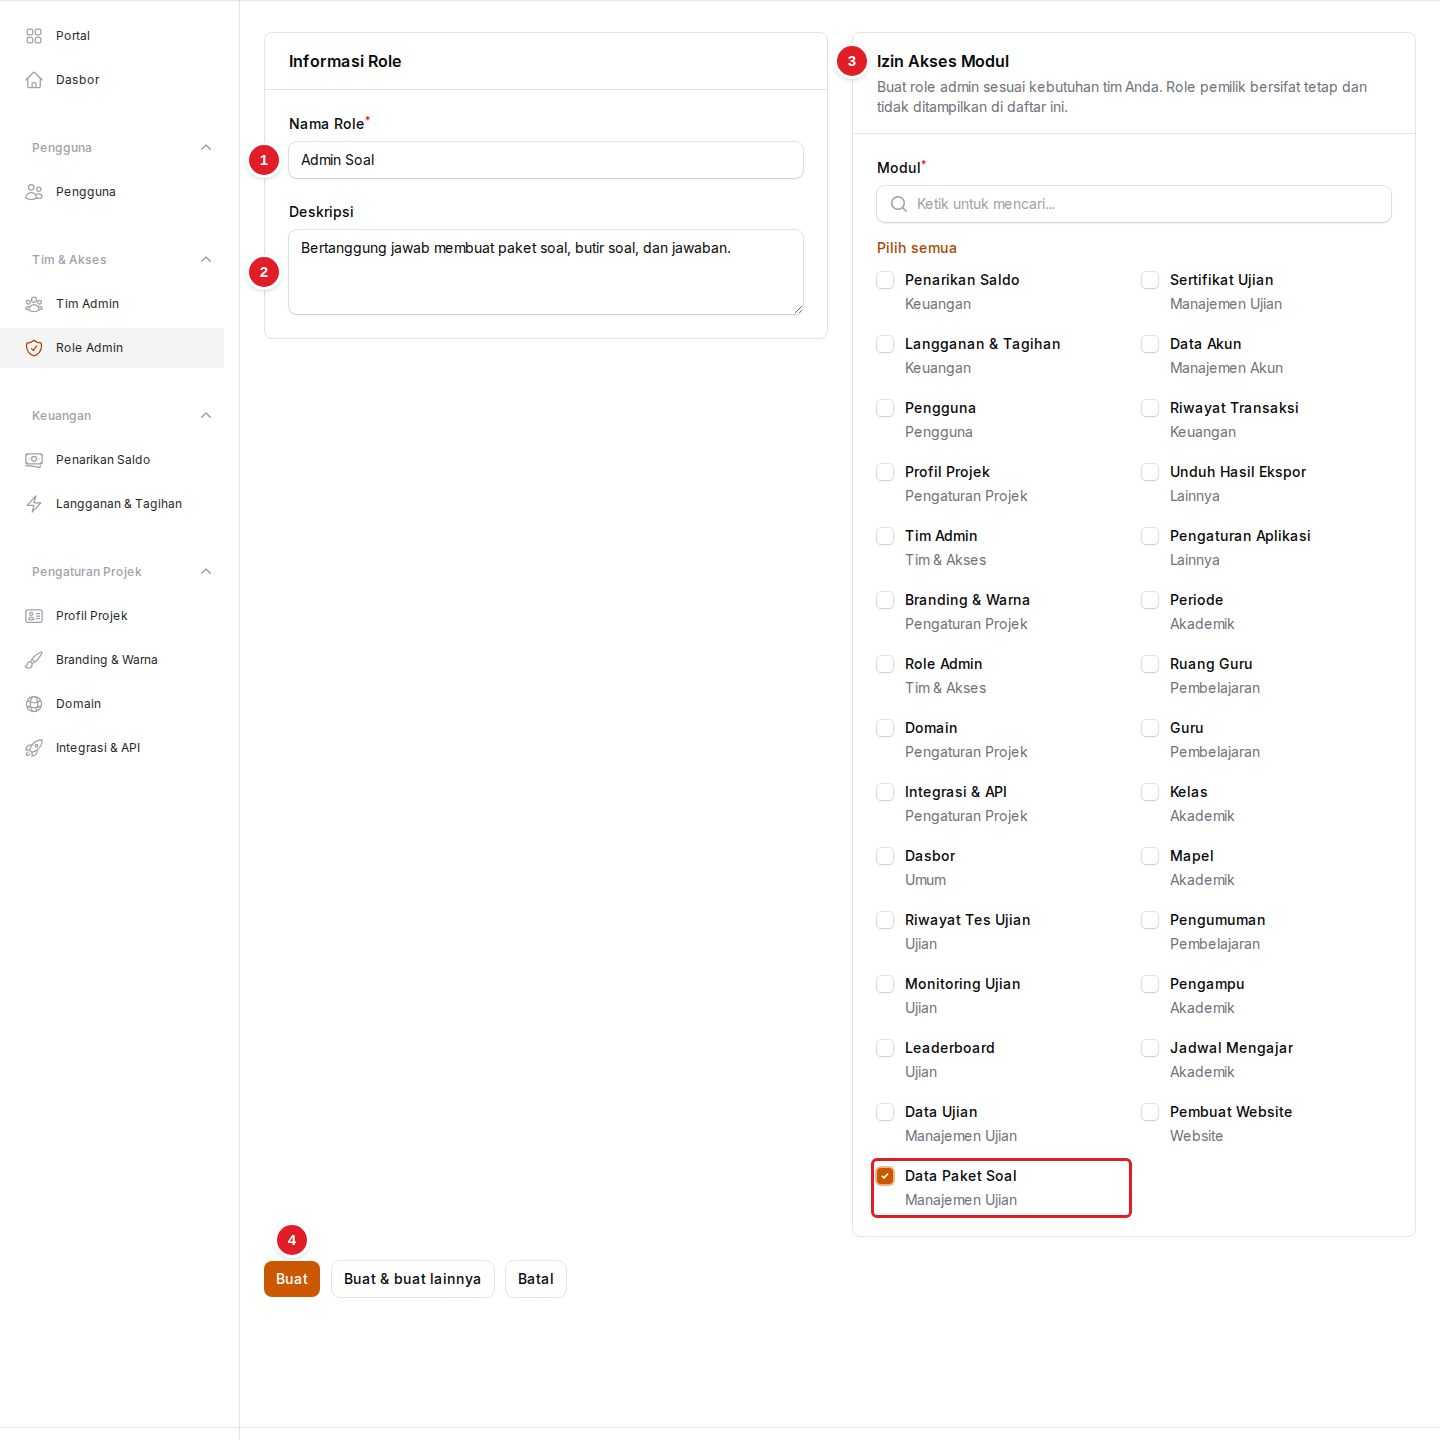 Portal
Dasbor
Pengguna
Pengguna
Tim & Akses
Tim Admin
Role Admin
Keuangan
Penarikan Saldo
Langganan & Tagihan
Pengaturan Projek
Profil Projek
Branding & Warna
Domain
Integrasi & API
Informasi Role
Nama Role*
1
Admin Soal
Deskripsi
2
Bertanggung jawab membuat paket soal, butir soal, dan jawaban.
3
Izin Akses Modul
Buat role admin sesuai kebutuhan tim Anda. Role pemilik bersifat tetap dan
tidak ditampilkan di daftar ini.
Modul*
Ketik untuk mencari...
Pilih semua
Penarikan Saldo
Keuangan
Langganan & Tagihan
Keuangan
Pengguna
Pengguna
Profil Projek
Pengaturan Projek
Tim Admin
Tim & Akses
Branding & Warna
Pengaturan Projek
Role Admin
Tim & Akses
Domain
Pengaturan Projek
Integrasi & API
Pengaturan Projek
Dasbor
Umum
Riwayat Tes Ujian
Ujian
Monitoring Ujian
Ujian
Leaderboard
Ujian
Data Ujian
Manajemen Ujian
Data Paket Soal
Manajemen Ujian
Sertifikat Ujian
Manajemen Ujian
Data Akun
Manajemen Akun
Riwayat Transaksi
Keuangan
Unduh Hasil Ekspor
Lainnya
Pengaturan Aplikasi
Lainnya
Periode
Akademik
Ruang Guru
Pembelajaran
Guru
Pembelajaran
Kelas
Akademik
Mapel
Akademik
Pengumuman
Pembelajaran
Pengampu
Akademik
Jadwal Mengajar
Akademik
Pembuat Website
Website
4
Buat
Buat & buat lainnya
Batal